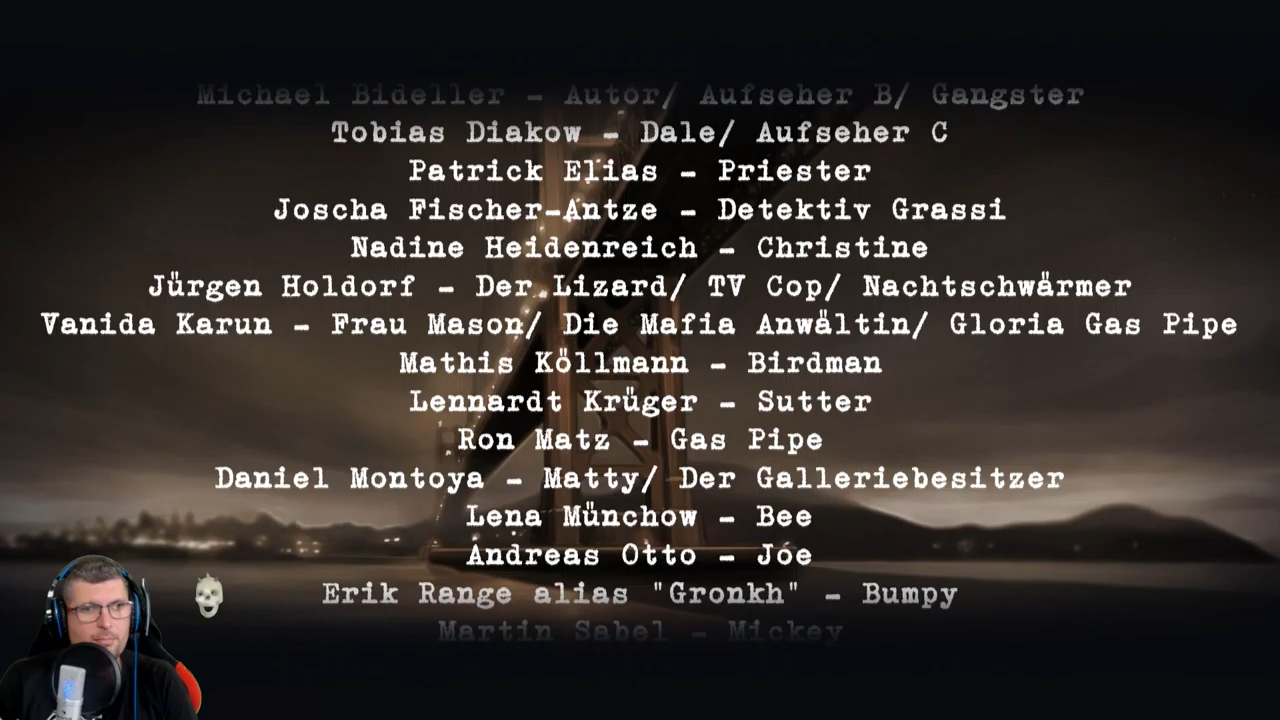 Michael Bideller - Autor/ Aufseher B/ Gangster
Tobias Diakow - Dale/ Aufseher C
Patrick Elias - Priester
Joscha Fischer-Antze - Detektiv Grassi
Nadine Heidenreich - Christine
Jürgen Holdorf - Der Lizard/ TV Cop/ Nachtschwärmer
Vanida Karun - Frau Mason/ Die Mafia Anwältin/ Gloria Gas Pipe
Mathis Köllmann - Birdman
Lennardt Krüger - Sutter
Ron Matz - Gas Pipe
Daniel Montoya - Matty/ Der Galleriebesitzer
Lena Münchow - Bee
Andreas Otto - Joe
Erik Range alias "Gronkh" - Bumpy
Martin Sabel - Mickey